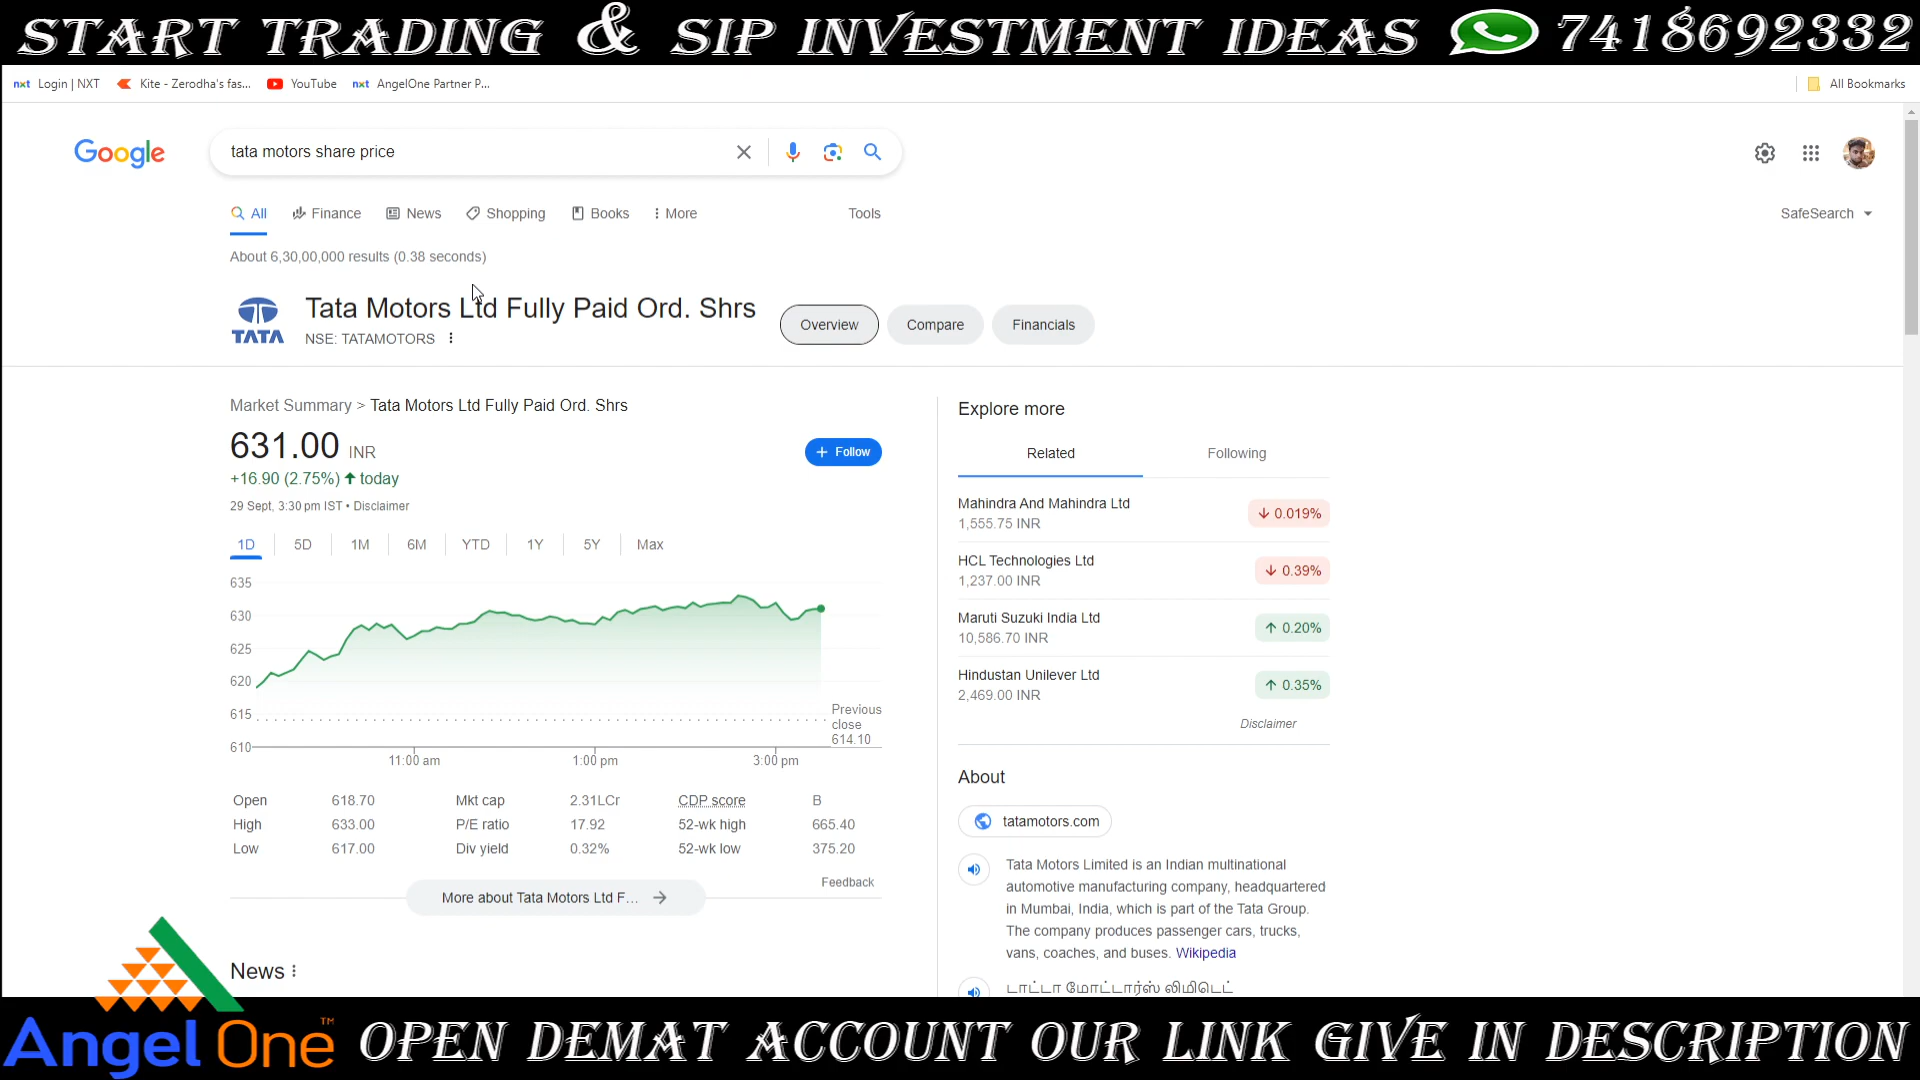 START TRADING & SIP INVESTMENT IDEAS 7418692332
nxt Login | NXT Kite - Zerodha's fas... YouTube nxt AngelOne Partner P... All Bookmarks
Google tata motors share price
All Finance News Shopping Books More Tools SafeSearch
About 6,30,00,000 results (0.38 seconds)
TATA
Tata Motors Ltd Fully Paid Ord. Shrs
NSE: TATAMOTORS
Overview Compare Financials
Market Summary > Tata Motors Ltd Fully Paid Ord. Shrs
631.00 INR
+ Follow
+16.90 (2.75%) today
29 Sept, 3:30 pm IST • Disclaimer
1D 5D 1M 6M YTD 1Y 5Y Max
635
630
625
620
615
610
Previous
close
614.10
11:00 am 1:00 pm 3:00 pm
Open 618.70 Mkt cap 2.31LCr CDP score B
High 633.00 P/E ratio 17.92 52-wk high 665.40
Low 617.00 Div yield 0.32% 52-wk low 375.20
Feedback
More about Tata Motors Ltd F...
News
Explore more
Related Following
Mahindra And Mahindra Ltd
1,555.75 INR
0.019%
HCL Technologies Ltd
1,237.00 INR
0.39%
Maruti Suzuki India Ltd
10,586.70 INR
0.20%
Hindustan Unilever Ltd
2,469.00 INR
0.35%
Disclaimer
About
tatamotors.com
Tata Motors Limited is an Indian multinational
automotive manufacturing company, headquartered
in Mumbai, India, which is part of the Tata Group.
The company produces passenger cars, trucks,
vans, coaches, and buses. Wikipedia
டாட்டா மோட்டார்ஸ் லிமிடெட்
Angel One™ OPEN DEMAT ACCOUNT OUR LINK GIVE IN DESCRIPTION